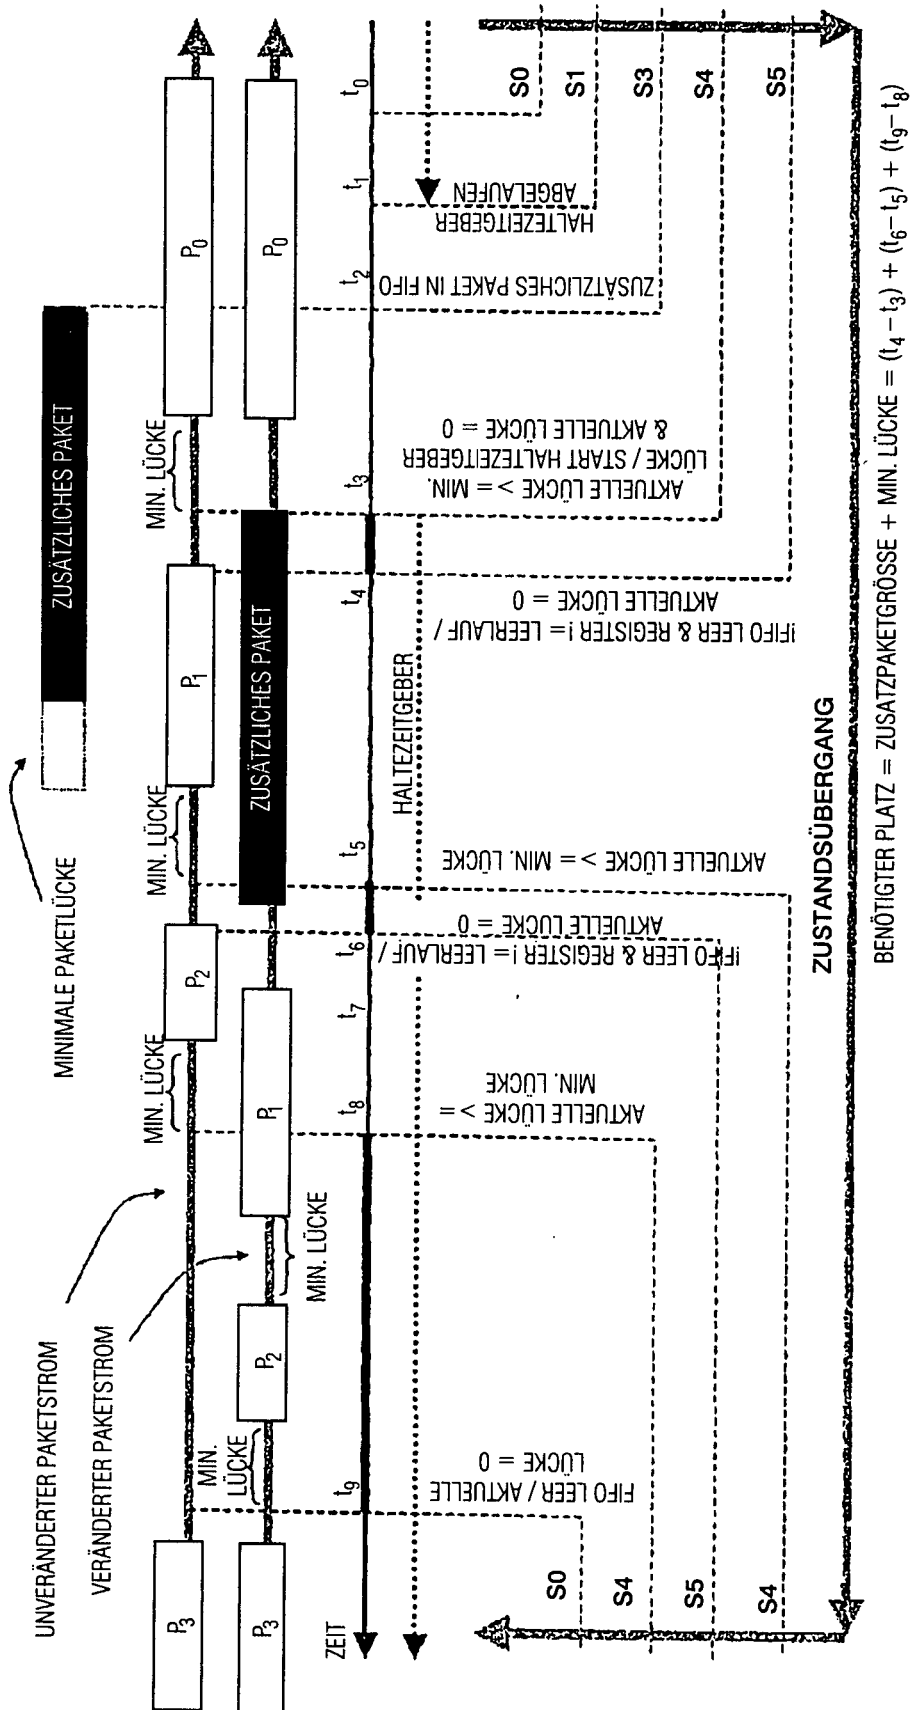 MINIMALE PAKETLÜCKE
ZUSÄTZLICHES PAKET
UNVERÄNDERTER PAKETSTROM
VERÄNDERTER PAKETSTROM
P3
MIN. LÜCKE
P2
MIN. LÜCKE
P1
MIN. LÜCKE
P0
P3
MIN.
LÜCKE
P2
MIN. LÜCKE
P1
ZUSÄTZLICHES PAKET
P0
ZEIT
t9
t8
t7
t6
t5
t4
t3
t2
t1
t0
HALTEZEITGEBER
FIFO LEER / AKTUELLE
LÜCKE = 0
AKTUELLE LÜCKE > =
MIN. LÜCKE
!FIFO LEER & REGISTER != LEERLAUF /
AKTUELLE LÜCKE = 0
AKTUELLE LÜCKE > = MIN. LÜCKE
!FIFO LEER & REGISTER != LEERLAUF /
AKTUELLE LÜCKE = 0
AKTUELLE LÜCKE > = MIN.
LÜCKE / START HALTEZEITGEBER
& AKTUELLE LÜCKE = 0
ZUSÄTZLICHES PAKET IN FIFO
HALTEZEITGEBER
ABGELAUFEN
S0
S4
S5
S4
S0
S1
S3
S4
S5
ZUSTANDSÜBERGANG
BENÖTIGTER PLATZ = ZUSATZPAKETGRÖSSE + MIN. LÜCKE = (t4 – t3) + (t6 – t5) + (t9 – t8)